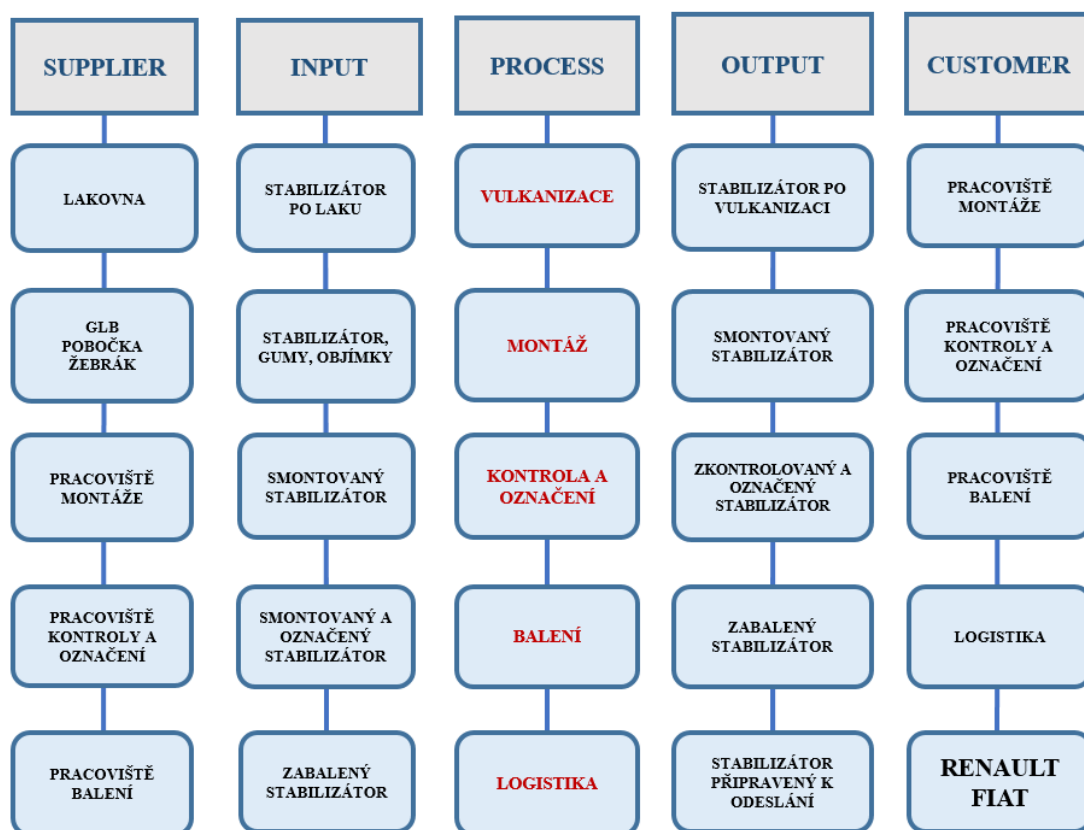 SUPPLIER
INPUT
PROCESS
OUTPUT
CUSTOMER
LAKOVNA
STABILIZÁTOR
PO LAKU
VULKANIZACE
STABILIZÁTOR PO
VULKANIZACI
PRACOVIŠTĚ
MONTÁŽE
GLB
POBOČKA
ŽEBRÁK
STABILIZÁTOR,
GUMY, OBJÍMKY
MONTÁŽ
SMONTOVANÝ
STABILIZÁTOR
PRACOVIŠTĚ
KONTROLY A
OZNAČENÍ
PRACOVIŠTĚ
MONTÁŽE
SMONTOVANÝ
STABILIZÁTOR
KONTROLA A
OZNAČENÍ
ZKONTROLOVANÝ A
OZNAČENÝ
STABILIZÁTOR
PRACOVIŠTĚ
BALENÍ
PRACOVIŠTĚ
KONTROLY A
OZNAČENÍ
SMONTOVANÝ A
OZNAČENÝ
STABILIZÁTOR
BALENÍ
ZABALENÝ
STABILIZÁTOR
LOGISTIKA
PRACOVIŠTĚ
BALENÍ
ZABALENÝ
STABILIZÁTOR
LOGISTIKA
STABILIZÁTOR
PŘIPRAVENÝ K
ODESLÁNÍ
RENAULT
FIAT